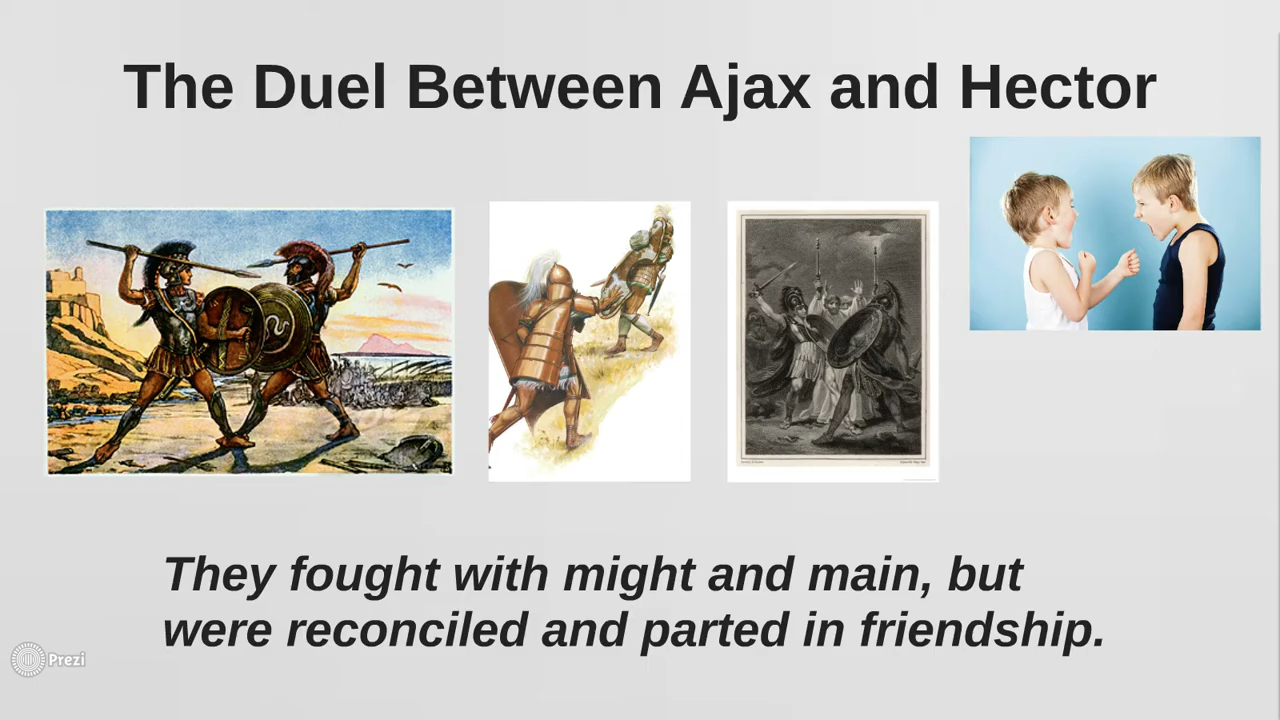 The Duel Between Ajax and Hector
They fought with might and main, but
were reconciled and parted in friendship.
Prezi